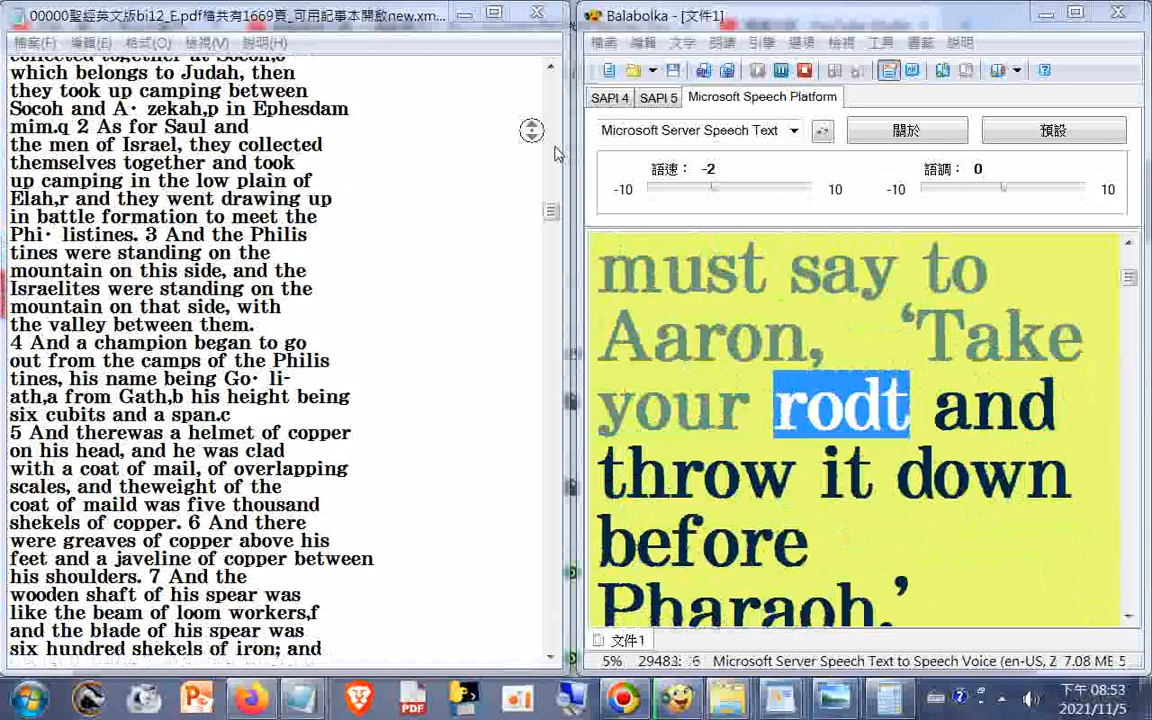 00000聖經英文版bi12_E.pdf檔共有1669頁_可用記事本開啟new.xm...
檔案(F) 編輯(E) 格式(O) 檢視(V) 說明(H)
collected together at Socoh,o
which belongs to Judah, then
they took up camping between
Socoh and A· zekah,p in Ephesdam
mim.q 2 As for Saul and
the men of Israel, they collected
themselves together and took
up camping in the low plain of
Elah,r and they went drawing up
in battle formation to meet the
Phi· listines. 3 And the Philis
tines were standing on the
mountain on this side, and the
Israelites were standing on the
mountain on that side, with
the valley between them.
4 And a champion began to go
out from the camps of the Philis
tines, his name being Go· li-
ath,a from Gath,b his height being
six cubits and a span.c
5 And therewas a helmet of copper
on his head, and he was clad
with a coat of mail, of overlapping
scales, and theweight of the
coat of maild was five thousand
shekels of copper. 6 And there
were greaves of copper above his
feet and a javeline of copper between
his shoulders. 7 And the
wooden shaft of his spear was
like the beam of loom workers,f
and the blade of his spear was
six hundred shekels of iron; and
Balabolka - [文件1]
檔案 編輯 文字 朗讀 引擎 選項 檢視 工具 書籤 說明
SAPI 4 SAPI 5 Microsoft Speech Platform
Microsoft Server Speech Text 關於 預設
語速： -2 語調： 0
-10 10 -10 10
must say to
Aaron, ‘Take
your rodt and
throw it down
before
Pharaoh.’
文件1
5% Microsoft Server Speech Text to Speech Voice (en-US, Z 7.08 MB 5
PDF
下午 08:53
2021/11/5